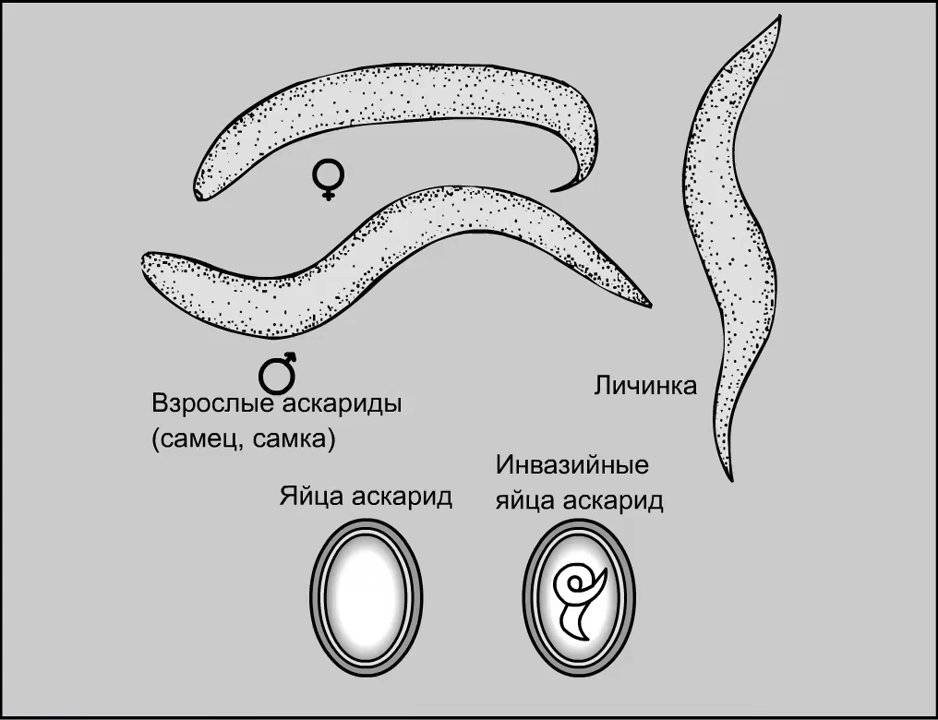 ♀
♂
Взрослые аскариды
(самец, самка)
Личинка
Яйца аскарид
Инвазийные
яйца аскарид